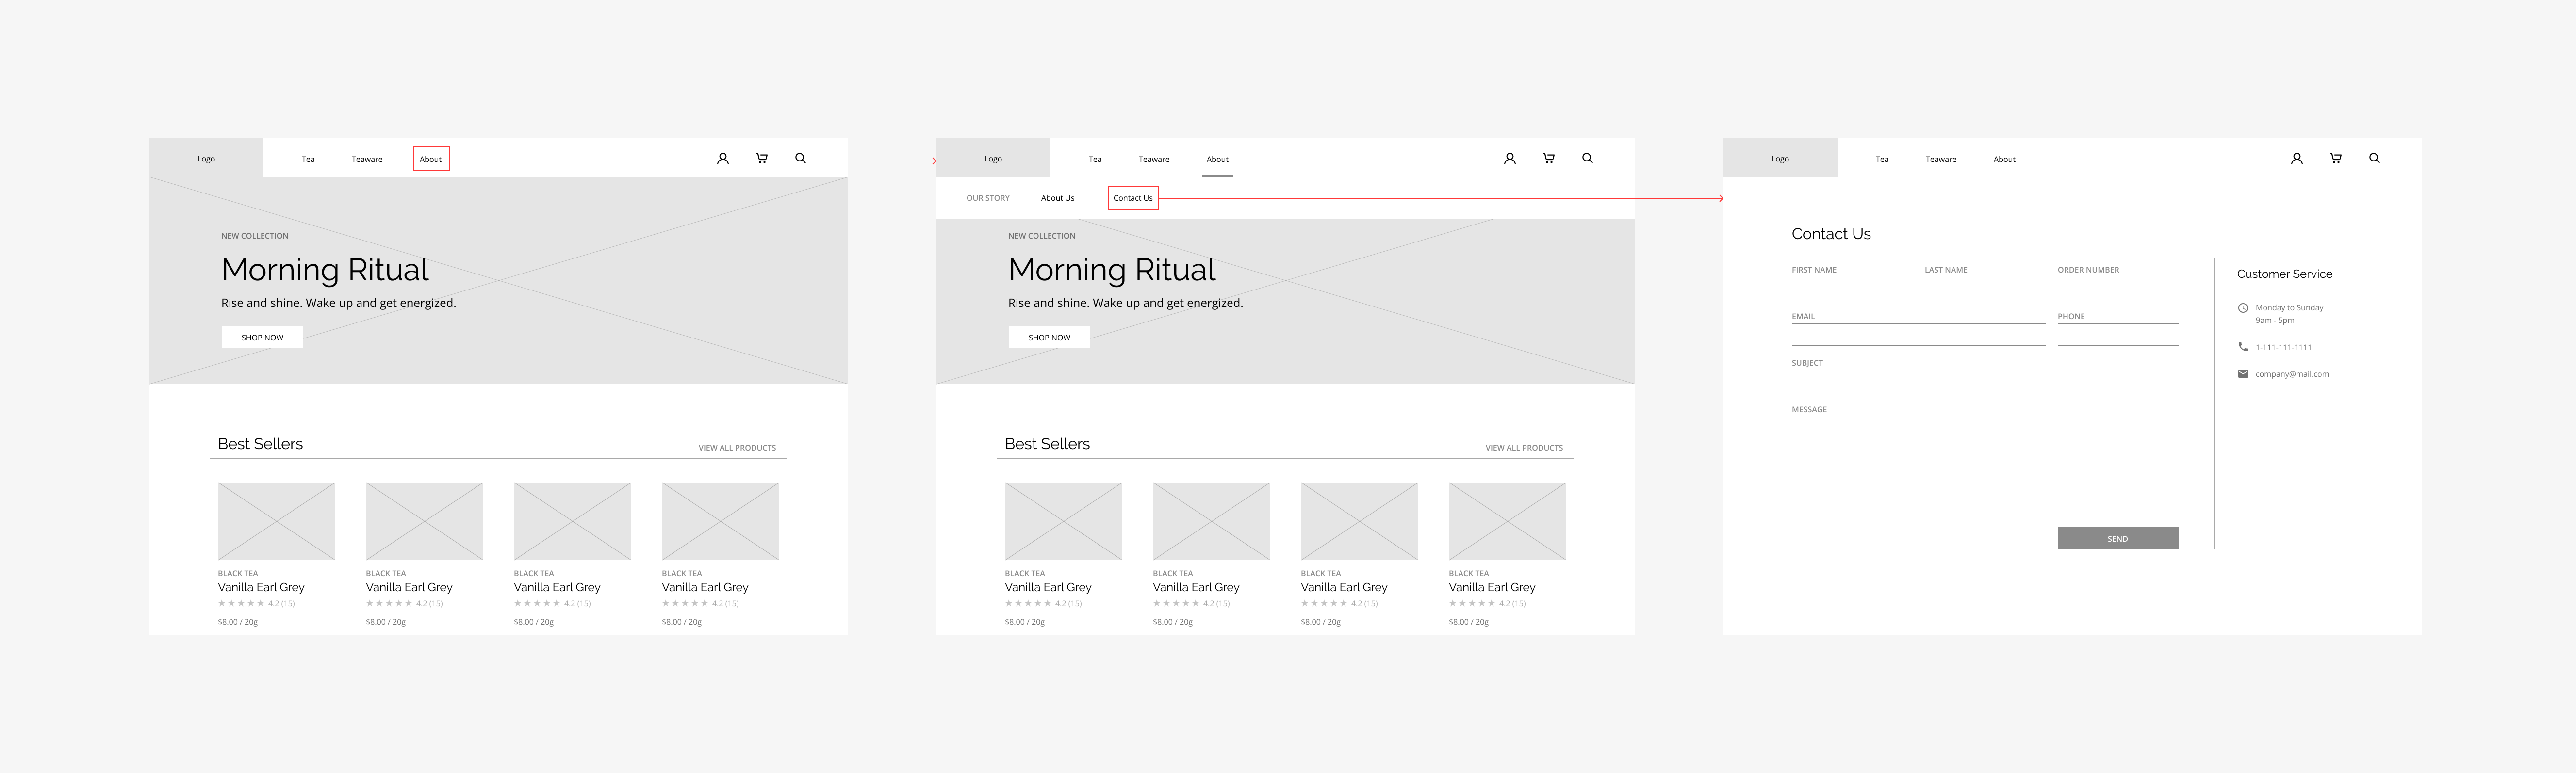 Logo
Tea
Teaware
About
NEW COLLECTION
Morning Ritual
Rise and shine. Wake up and get energized.
SHOP NOW
Best Sellers
VIEW ALL PRODUCTS
BLACK TEA
Vanilla Earl Grey
4.2 (15)
$8.00 / 20g
BLACK TEA
Vanilla Earl Grey
4.2 (15)
$8.00 / 20g
BLACK TEA
Vanilla Earl Grey
4.2 (15)
$8.00 / 20g
BLACK TEA
Vanilla Earl Grey
4.2 (15)
$8.00 / 20g
Logo
Tea
Teaware
About
OUR STORY
About Us
Contact Us
NEW COLLECTION
Morning Ritual
Rise and shine. Wake up and get energized.
SHOP NOW
Best Sellers
VIEW ALL PRODUCTS
BLACK TEA
Vanilla Earl Grey
4.2 (15)
$8.00 / 20g
BLACK TEA
Vanilla Earl Grey
4.2 (15)
$8.00 / 20g
BLACK TEA
Vanilla Earl Grey
4.2 (15)
$8.00 / 20g
BLACK TEA
Vanilla Earl Grey
4.2 (15)
$8.00 / 20g
Logo
Tea
Teaware
About
Contact Us
FIRST NAME
LAST NAME
ORDER NUMBER
EMAIL
PHONE
SUBJECT
MESSAGE
SEND
Customer Service
Monday to Sunday
9am - 5pm
1-111-111-1111
company@mail.com